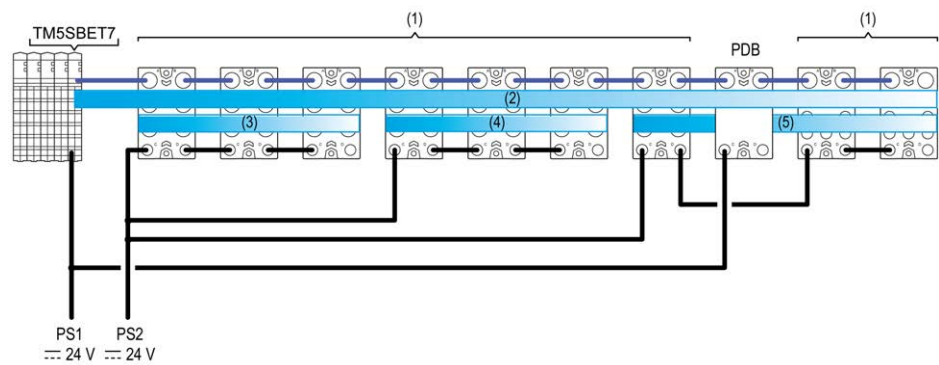 (1)
(1)
TM5SBET7
PDB
(2)
(3)
(4)
(5)
PS1
PS2
24 V
24 V